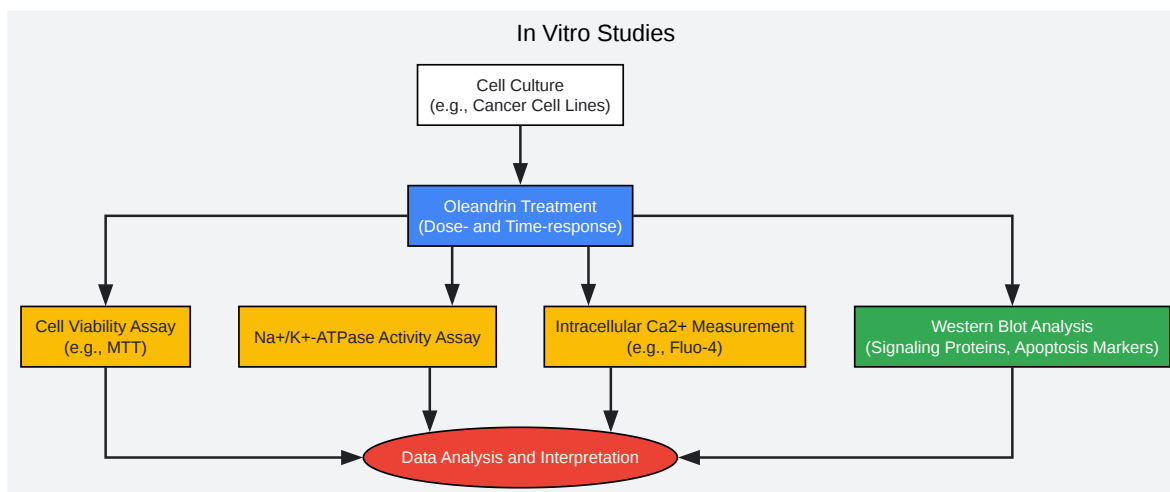 In Vitro Studies
Cell Culture
(e.g., Cancer Cell Lines)
Oleandrin Treatment
(Dose- and Time-response)
Cell Viability Assay
(e.g., MTT)
Na+/K+-ATPase Activity Assay
Intracellular Ca2+ Measurement
(e.g., Fluo-4)
Western Blot Analysis
(Signaling Proteins, Apoptosis Markers)
Data Analysis and Interpretation